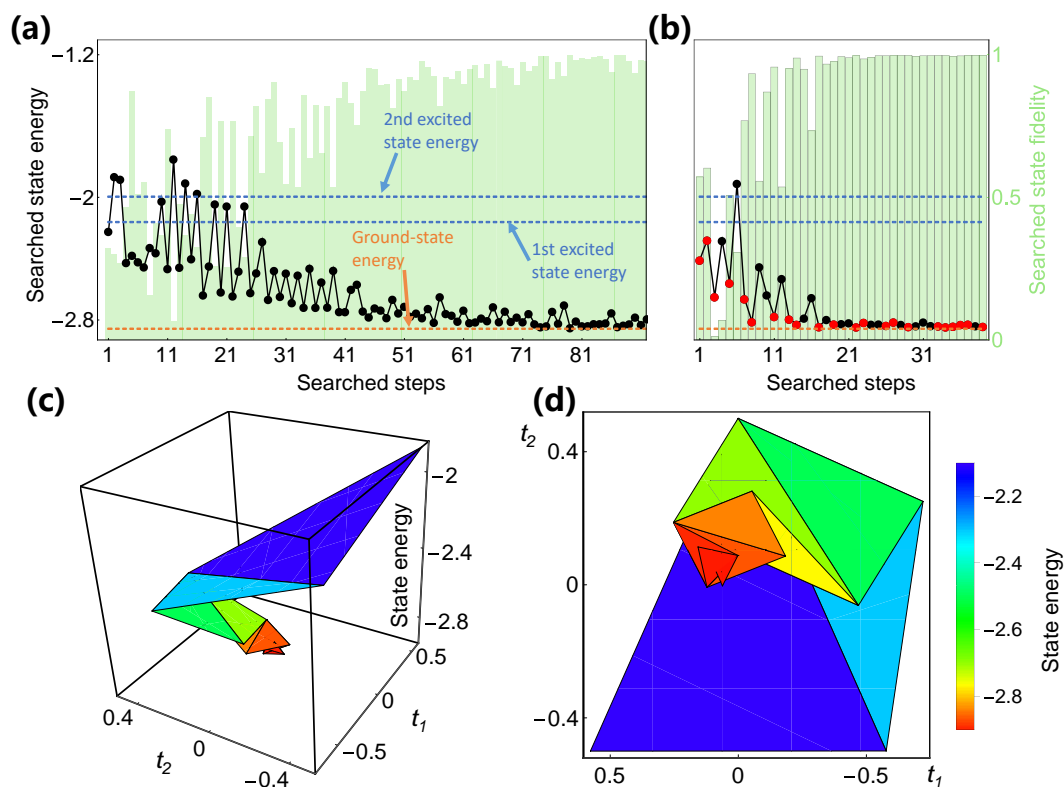 (a)
(b)
−1.2
−2
−2.8
Searched state energy
2nd excited
state energy
Ground-state
energy
1st excited
state energy
1 11 21 31 41 51 61 71 81
Searched steps
1 11 21 31
Searched steps
1
0.5
0
Searched state fidelity
(c)
−2
−2.4
−2.8
State energy
0.5
0
−0.5
t1
0.4
0
−0.4
t2
(d)
t2
0.4
0
−0.4
0.5 0 −0.5
t1
−2.2
−2.4
−2.6
−2.8
State energy